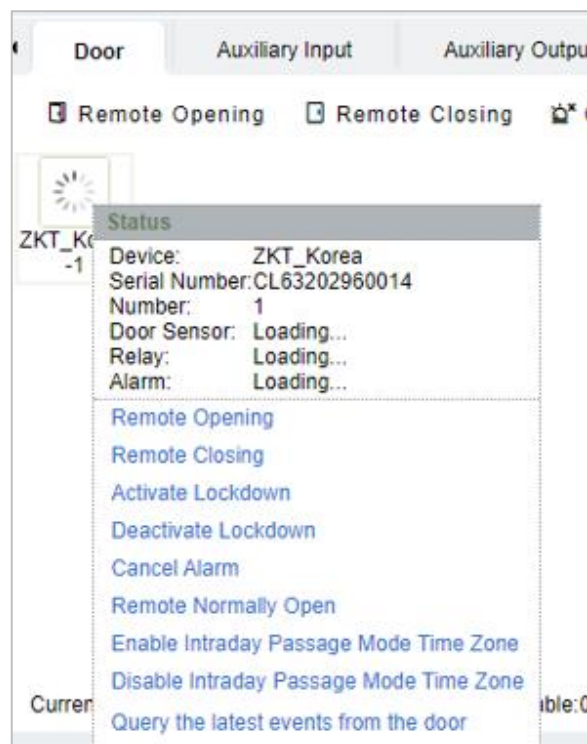 Door Auxiliary Input Auxiliary Outpu
Remote Opening Remote Closing
ZKT_Ko
-1
Status
Device: ZKT_Korea
Serial Number:CL63202960014
Number: 1
Door Sensor: Loading...
Relay: Loading...
Alarm: Loading...
Remote Opening
Remote Closing
Activate Lockdown
Deactivate Lockdown
Cancel Alarm
Remote Normally Open
Enable Intraday Passage Mode Time Zone
Disable Intraday Passage Mode Time Zone
Curren able:0
Query the latest events from the door